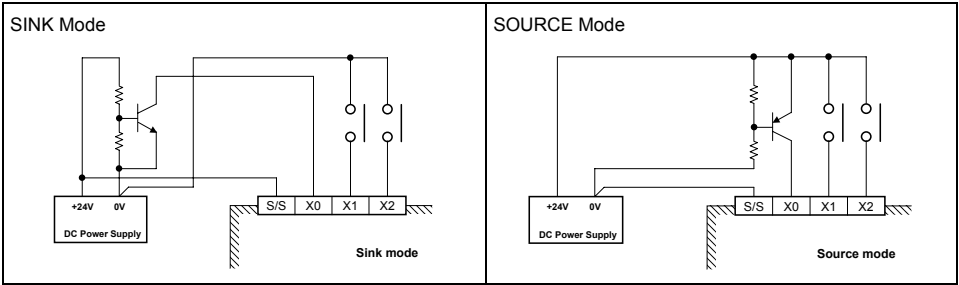 SINK Mode
+24V 0V
DC Power Supply
S/S X0 X1 X2
Sink mode
SOURCE Mode
+24V 0V
DC Power Supply
S/S X0 X1 X2
Source mode